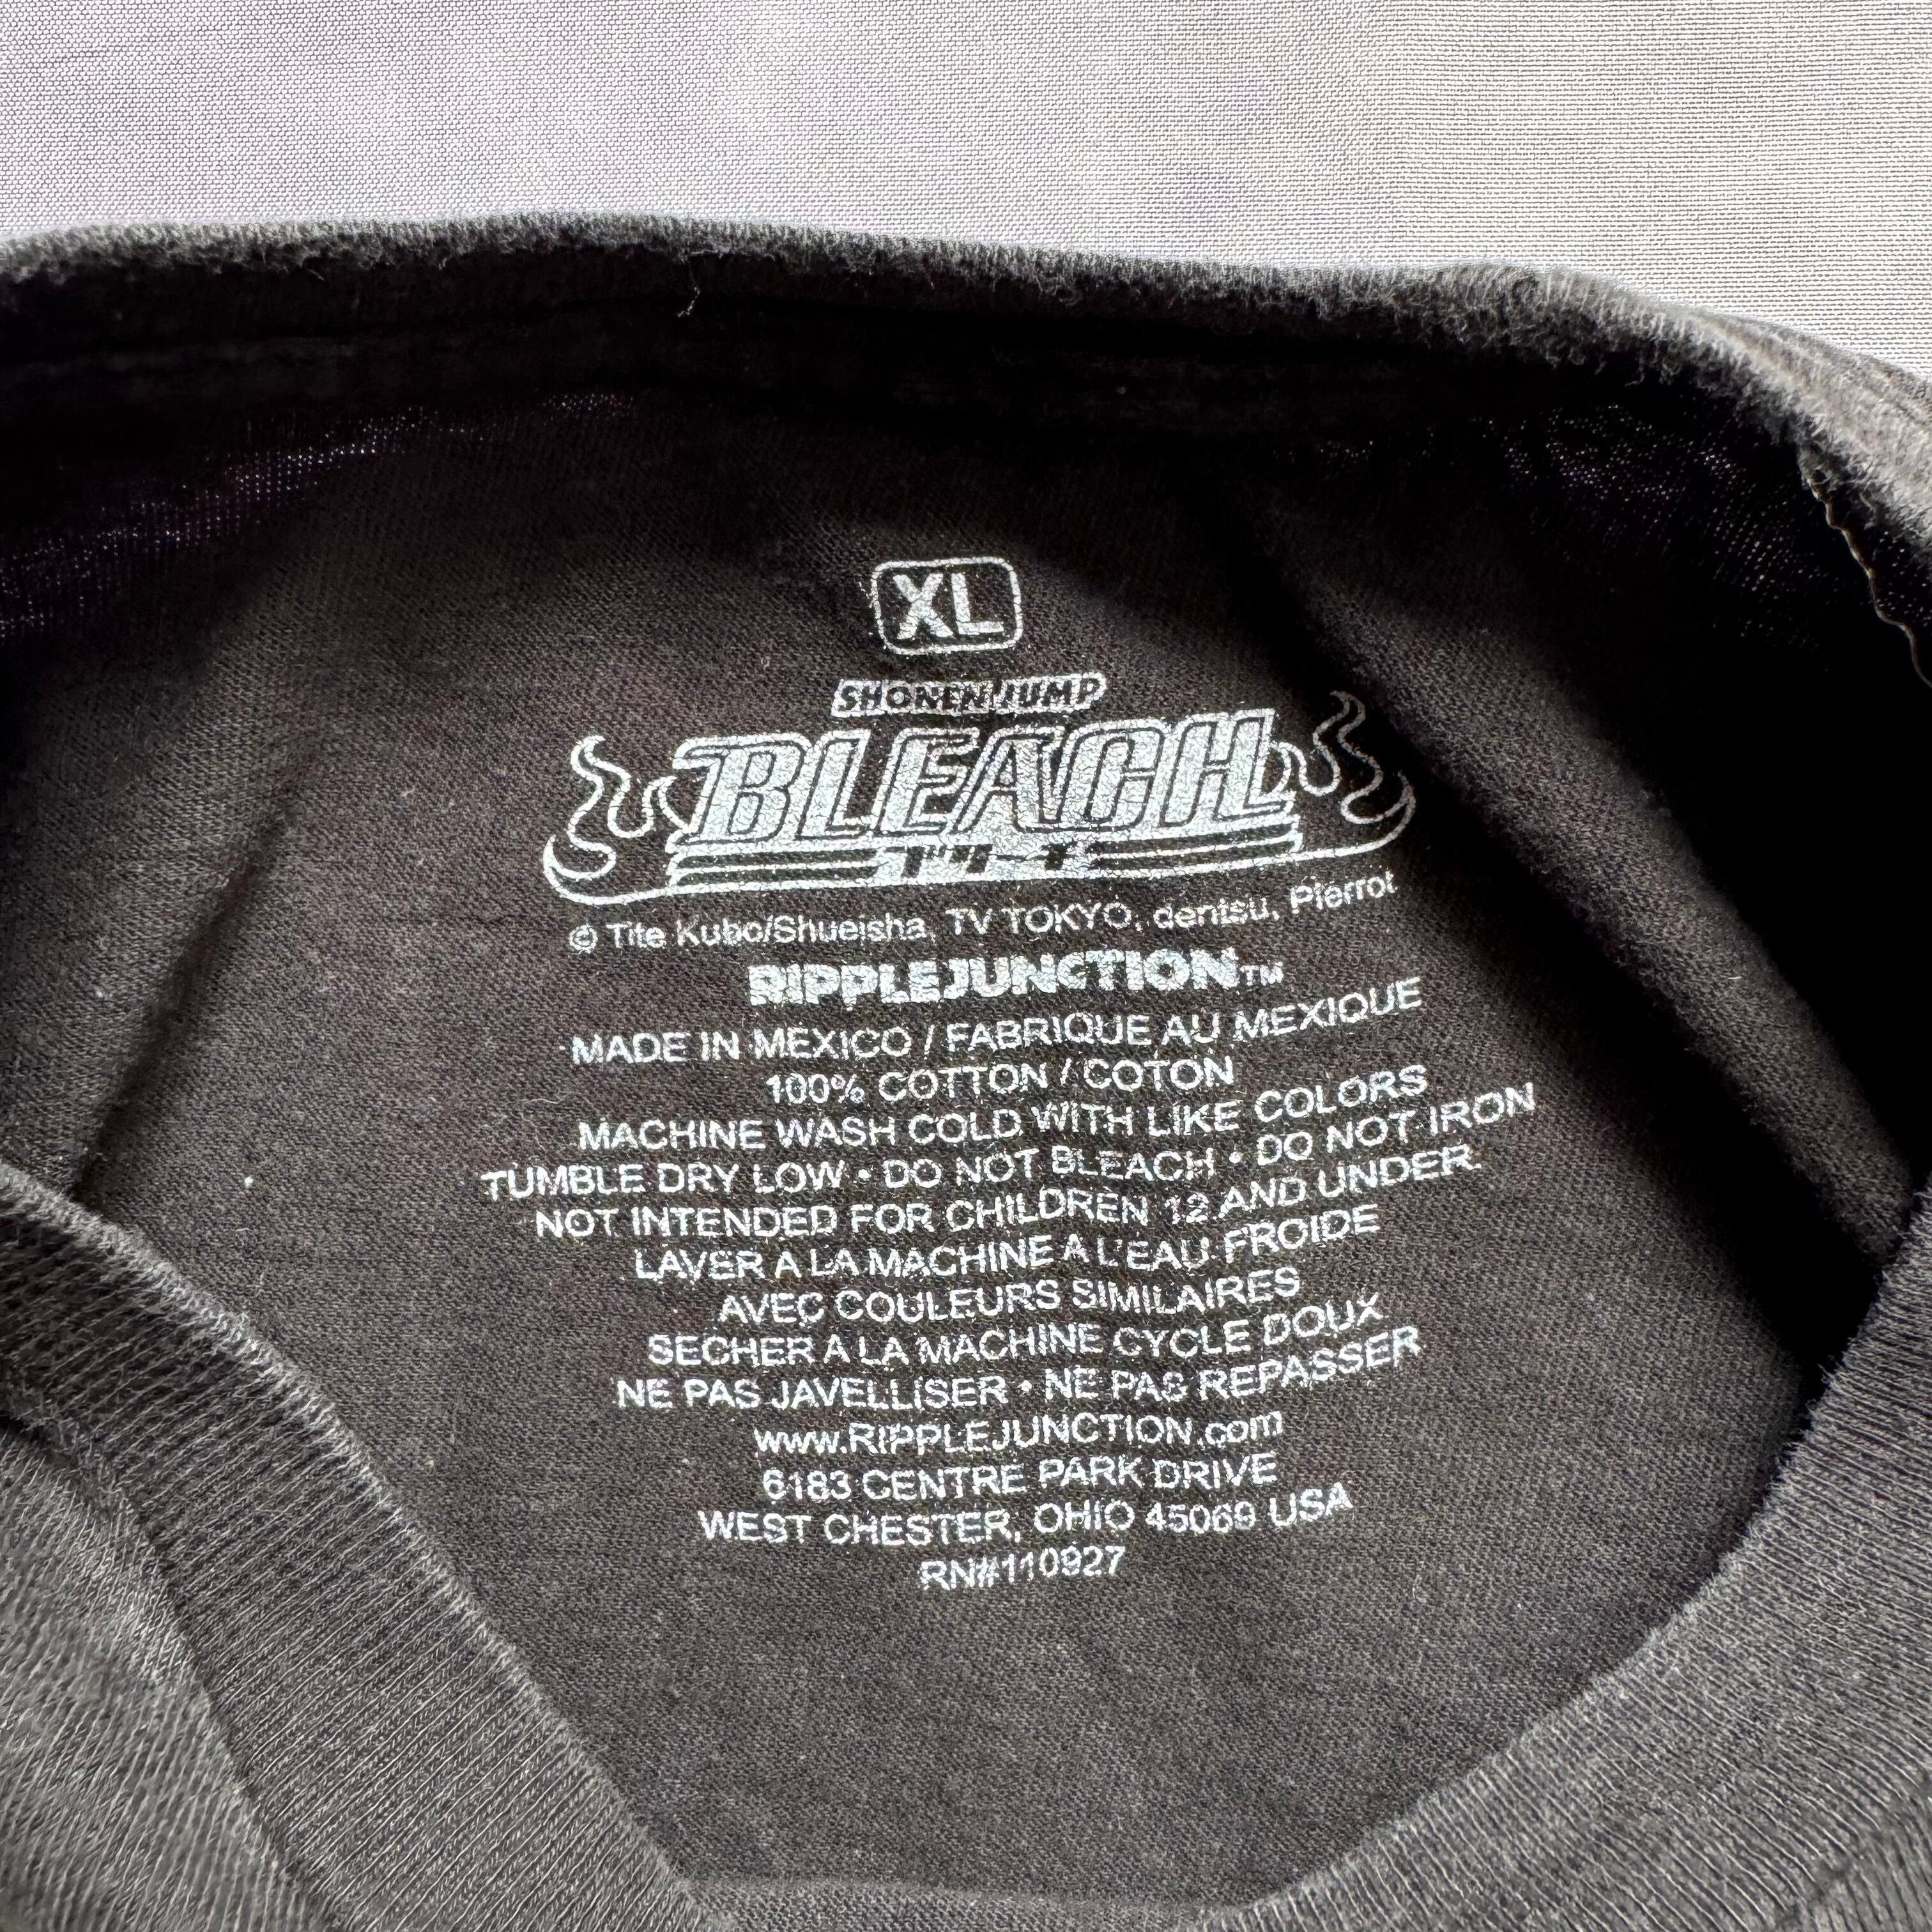 XL
SHONEN JUMP
BLEACH
ブリーチ
© Tite Kubo/Shueisha, TV TOKYO, dentsu, Pierrot
RIPPLEJUNCTION™
MADE IN MEXICO / FABRIQUE AU MEXIQUE
100% COTTON / COTON
MACHINE WASH COLD WITH LIKE COLORS
TUMBLE DRY LOW • DO NOT BLEACH • DO NOT IRON
NOT INTENDED FOR CHILDREN 12 AND UNDER.
LAVER A LA MACHINE A L'EAU FROIDE
AVEC COULEURS SIMILAIRES
SECHER A LA MACHINE CYCLE DOUX
NE PAS JAVELLISER • NE PAS REPASSER
www.RIPPLEJUNCTION.com
6183 CENTRE PARK DRIVE
WEST CHESTER, OHIO 45069 USA
RN#110927